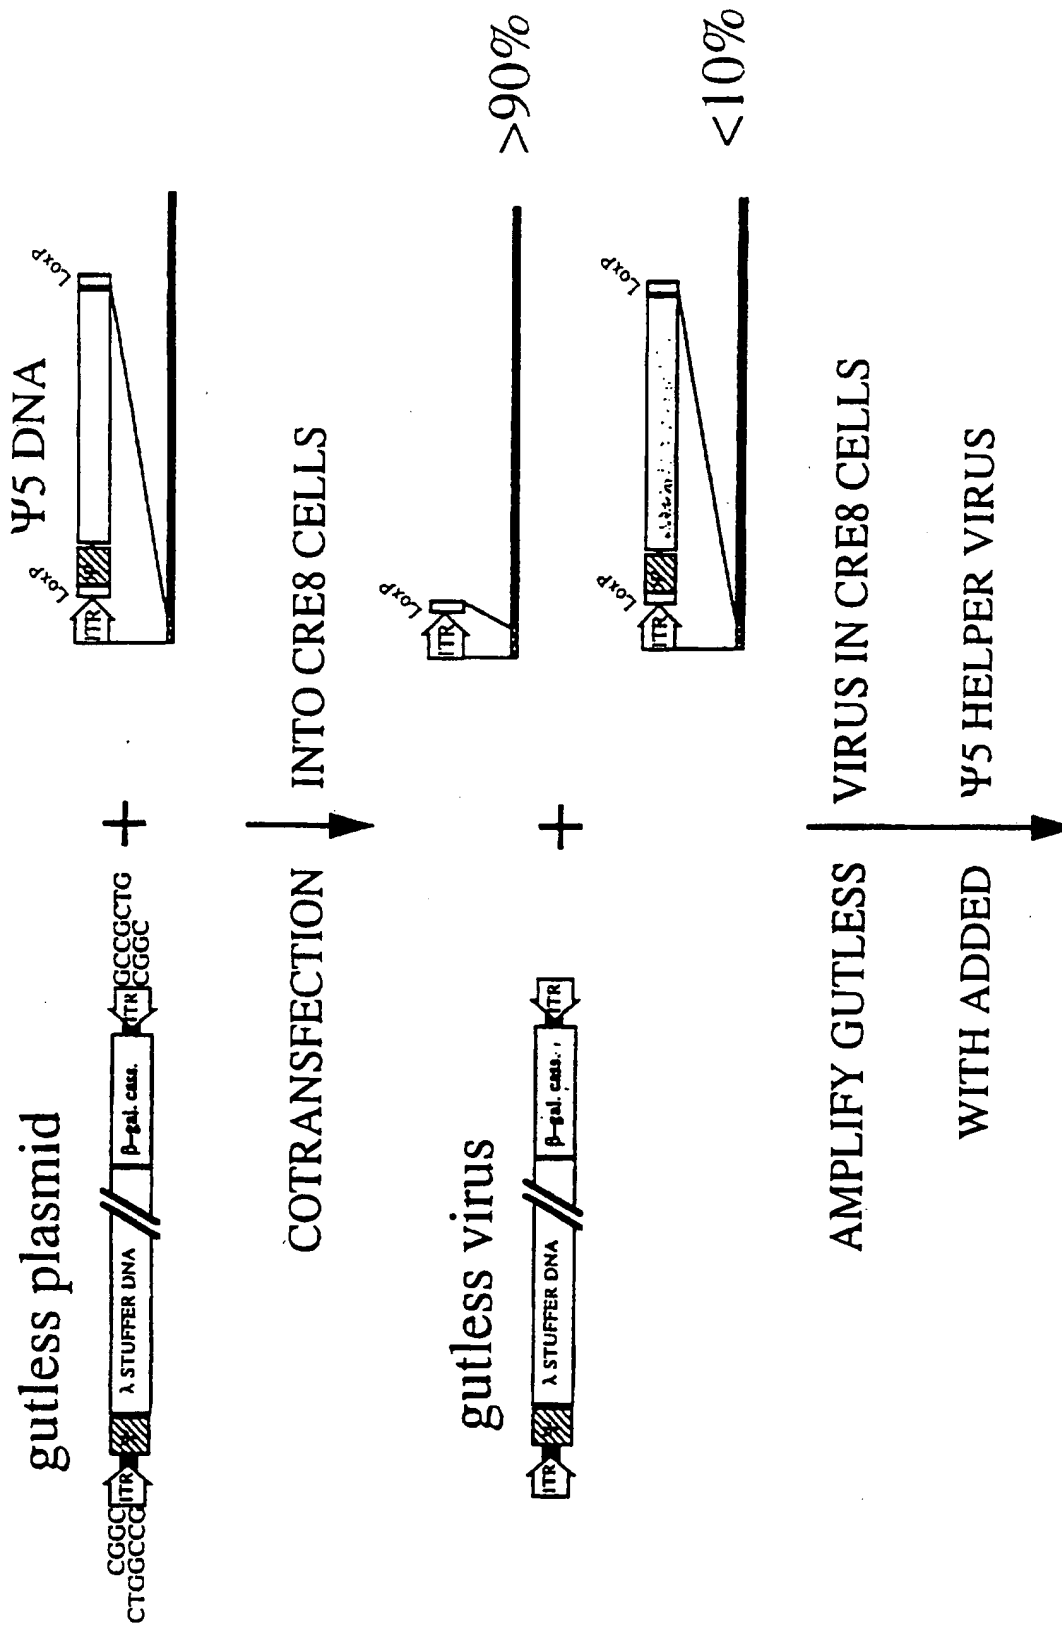 gutless plasmid
Ψ5 DNA
CGGC
CTGGCCG
ITR
Ψ
λ STUFFER DNA
β-gal. cass.
ITR
GCCGCTG
CGGC
+
ITR
LoxP
Ψ
LoxP
COTRANSFECTION INTO CRE8 CELLS
gutless virus
ITR
Ψ
λ STUFFER DNA
β-gal. cass.
ITR
+
ITR
LoxP
>90%
ITR
LoxP
Ψ
LoxP
<10%
AMPLIFY GUTLESS VIRUS IN CRE8 CELLS
WITH ADDED Ψ5 HELPER VIRUS